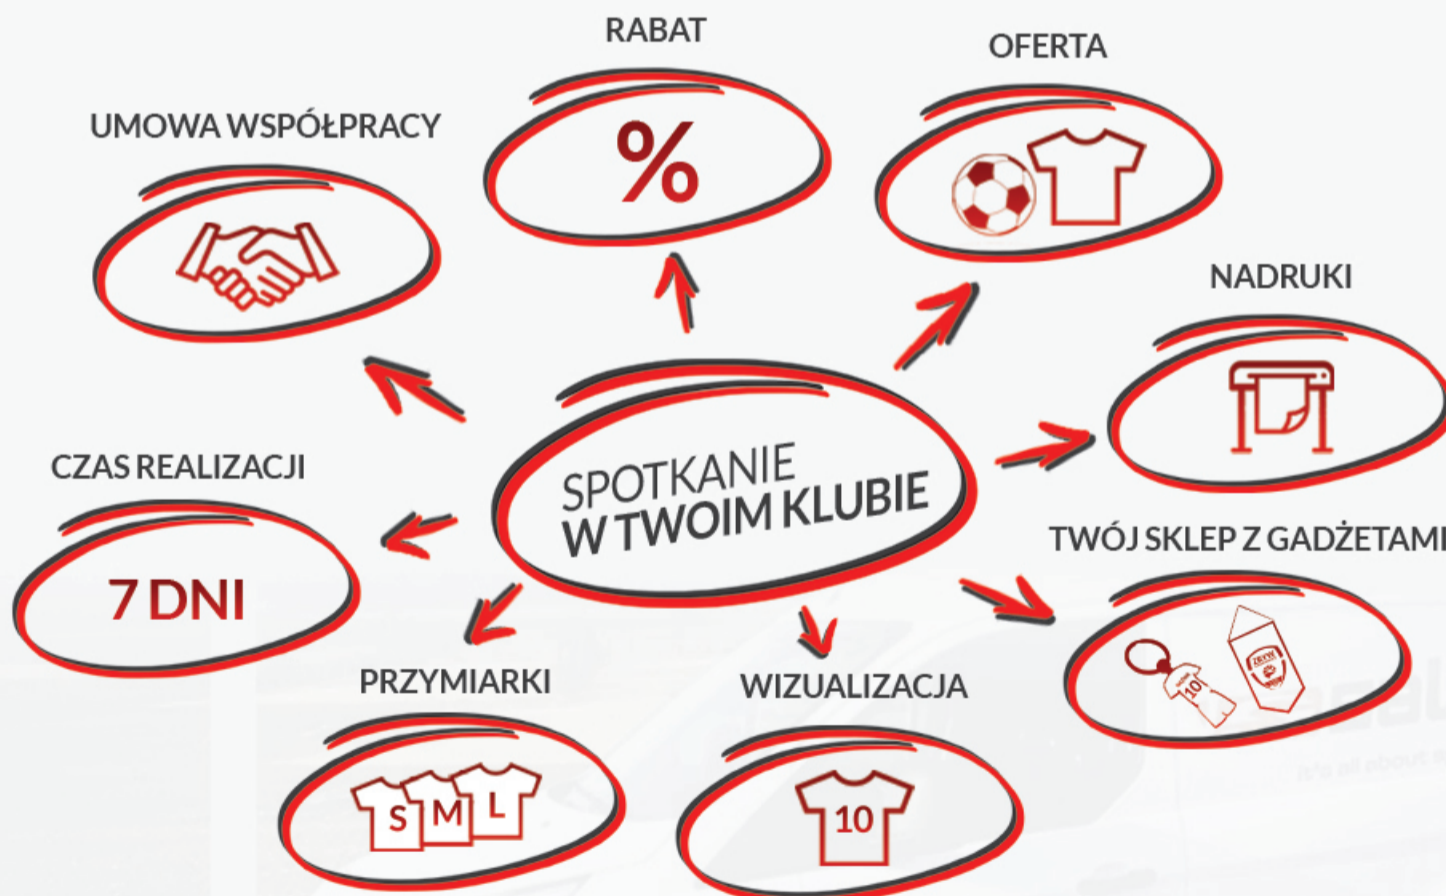 RABAT
%
OFERTA
UMOWA WSPÓŁPRACY
NADRUKI
SPOTKANIE
W TWOIM KLUBIE
CZAS REALIZACJI
7 DNI
TWÓJ SKLEP Z GADŻETAMI
10
PRZYMIARKI
S M L
WIZUALIZACJA
10